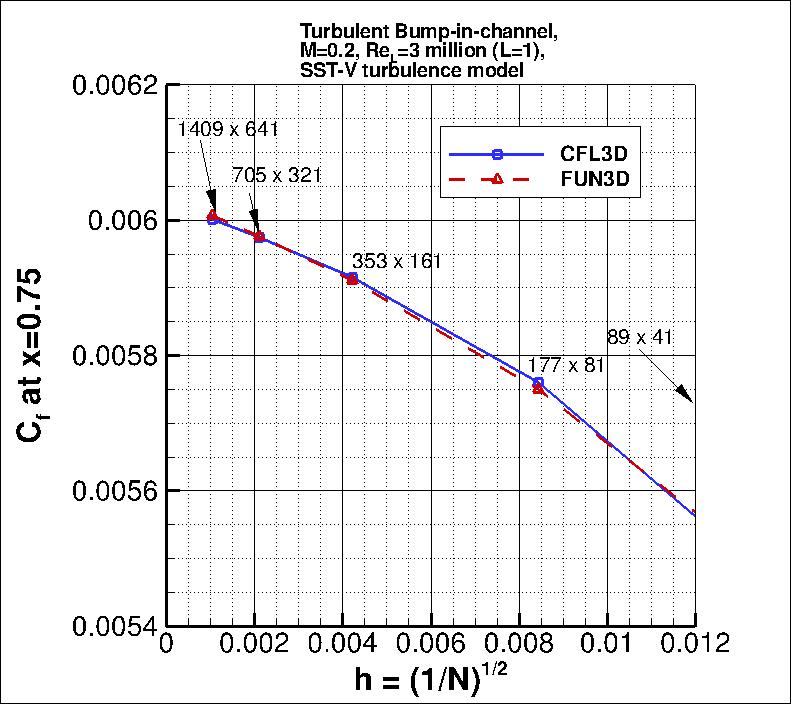 Turbulent Bump-in-channel,
M=0.2, Re_L=3 million (L=1),
SST-V turbulence model
0.0062
1409 x 641
CFL3D
FUN3D
705 x 321
0.006
353 x 161
89 x 41
0.0058
177 x 81
C_f at x=0.75
0.0056
0.0054
0 0.002 0.004 0.006 0.008 0.01 0.012
h = (1/N)^1/2